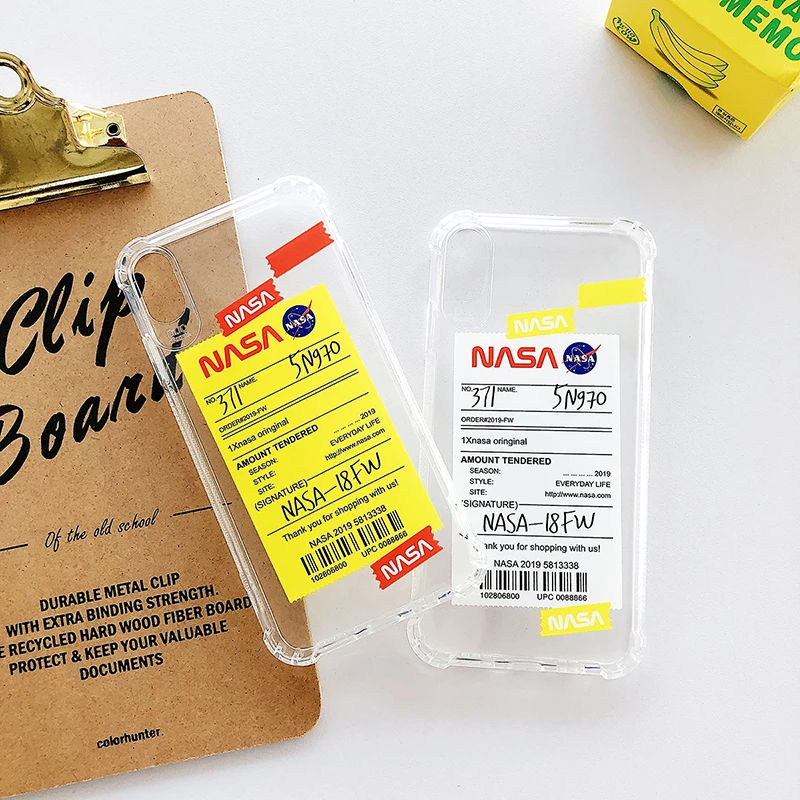 Clip
Board
Of the old school
DURABLE METAL CLIP
WITH EXTRA BINDING STRENGTH.
RECYCLED HARD WOOD FIBER BOARD
PROTECT & KEEP YOUR VALUABLE
DOCUMENTS
colorhunter.
NASA
NASA NASA
NO. 371 NAME. 5N970
ORDER#2019-FW
1Xnasa oringinal
AMOUNT TENDERED
SEASON: ... ... ... 2019
STYLE: EVERYDAY LIFE
SITE: http://www.nasa.com
(SIGNATURE)
NASA-18FW
Thank you for shopping with us!
NASA 2019 5813338
102806800 UPC 0088866
NASA
NASA
NASA NASA
NO. 371 NAME. 5N970
ORDER#2019-FW
1Xnasa oringinal
AMOUNT TENDERED
SEASON: ... ... ... 2019
STYLE: EVERYDAY LIFE
SITE: http://www.nasa.com
(SIGNATURE)
NASA-18FW
Thank you for shopping with us!
NASA 2019 5813338
102806800 UPC 0088866
NASA
MEMO